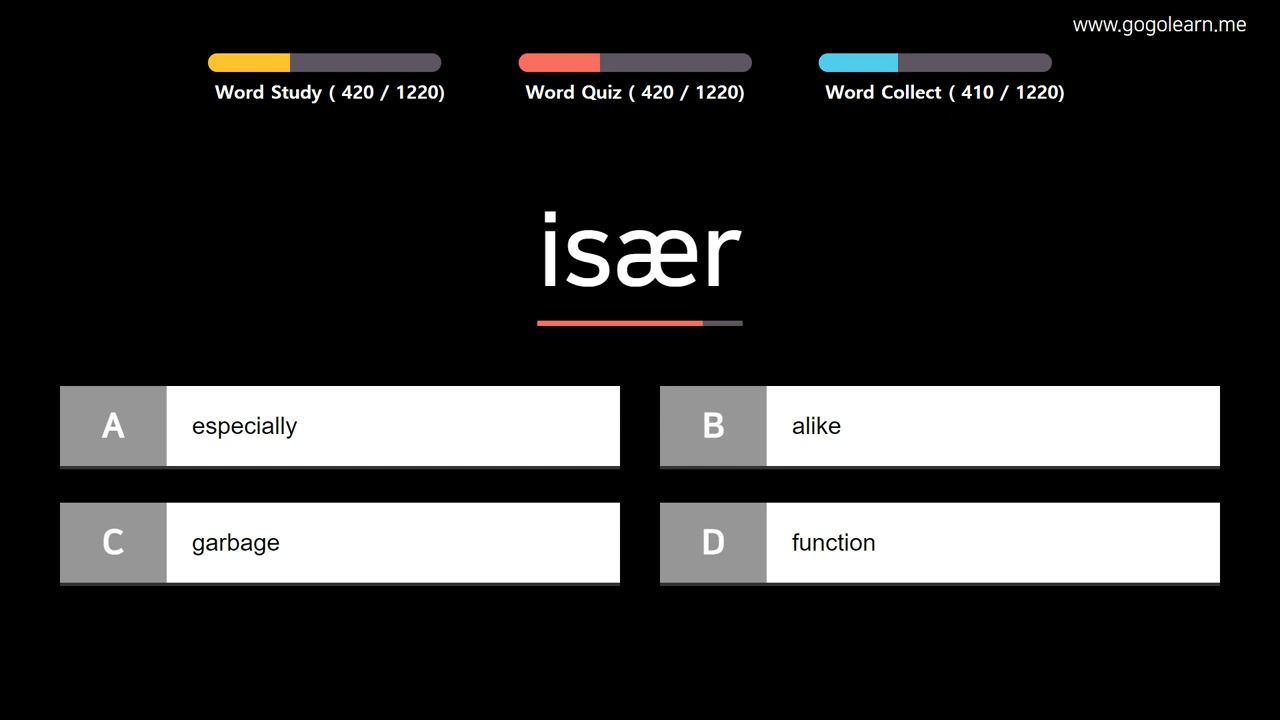 www.gogolearn.me
Word Study ( 420 / 1220)
Word Quiz ( 420 / 1220)
Word Collect ( 410 / 1220)
især
A especially
B alike
C garbage
D function